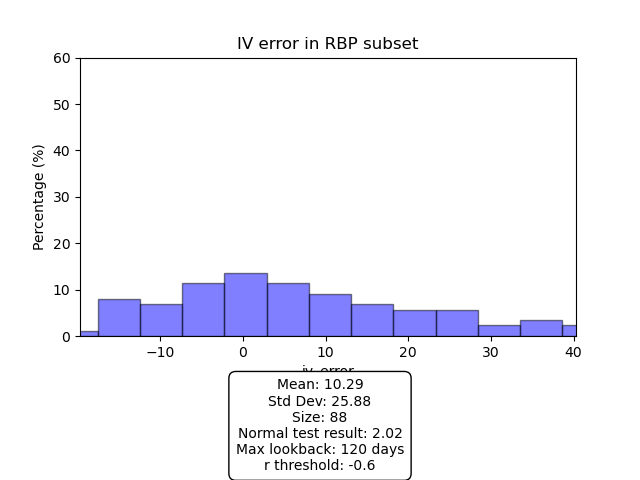 IV error in RBP subset
Percentage (%)
60
50
40
30
20
10
0
−10
0
10
20
30
40
iv_error
Mean: 10.29
Std Dev: 25.88
Size: 88
Normal test result: 2.02
Max lookback: 120 days
r threshold: -0.6